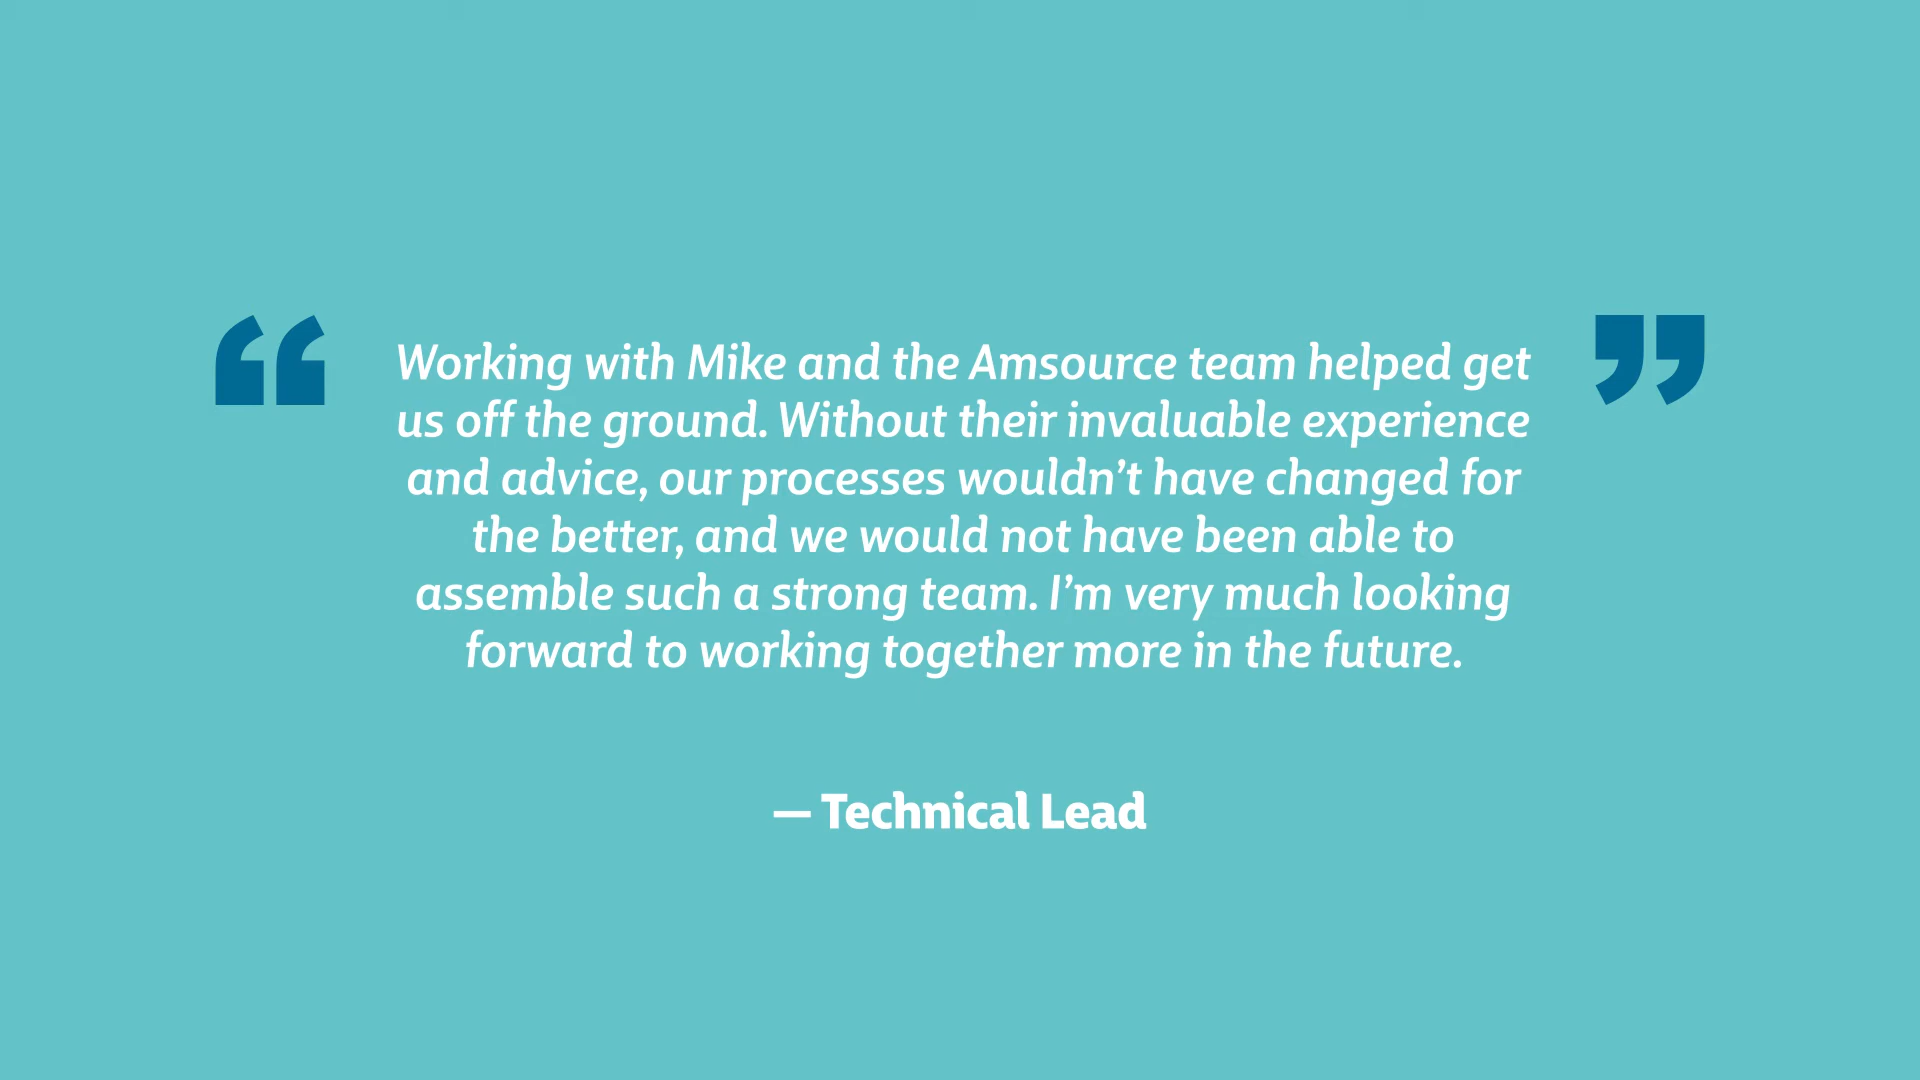 “ Working with Mike and the Amsource team helped get ”
us off the ground. Without their invaluable experience
and advice, our processes wouldn’t have changed for
the better, and we would not have been able to
assemble such a strong team. I’m very much looking
forward to working together more in the future.
— Technical Lead